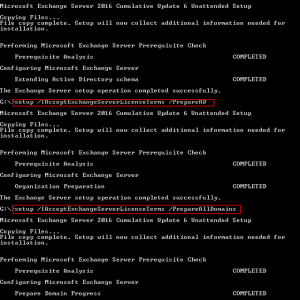 Microsoft Exchange Server 2016 Cumulative Update 6 Unattended Setup
Copying Files...
File copy complete. Setup will now collect additional information needed for
installation.
Performing Microsoft Exchange Server Prerequisite Check
Prerequisite Analysis COMPLETED
Configuring Microsoft Exchange Server
Extending Active Directory schema COMPLETED
The Exchange Server setup operation completed successfully.
G:\>setup /IAcceptExchangeServerLicenseTerms /PrepareAD
Microsoft Exchange Server 2016 Cumulative Update 6 Unattended Setup
Copying Files...
File copy complete. Setup will now collect additional information needed for
installation.
Performing Microsoft Exchange Server Prerequisite Check
Prerequisite Analysis COMPLETED
Configuring Microsoft Exchange Server
Organization Preparation COMPLETED
The Exchange Server setup operation completed successfully.
G:\>setup /IAcceptExchangeServerLicenseTerms /PrepareAllDomains
Microsoft Exchange Server 2016 Cumulative Update 6 Unattended Setup
Copying Files...
File copy complete. Setup will now collect additional information needed for
installation.
Performing Microsoft Exchange Server Prerequisite Check
Prerequisite Analysis COMPLETED
Configuring Microsoft Exchange Server
Prepare Domain Progress COMPLETED